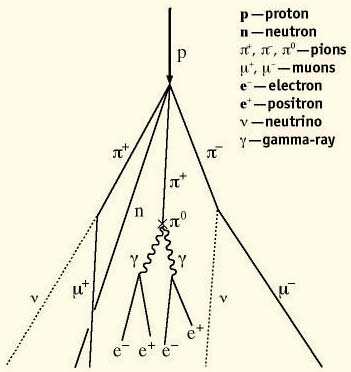 p—proton
n—neutron
π⁺, π⁻, π⁰—pions
μ⁺, μ⁻—muons
e⁻—electron
e⁺—positron
ν—neutrino
γ—gamma-ray
p
π⁺
π⁻
π⁺
n
π⁰
γ
γ
ν
μ⁺
ν
μ⁻
e⁻
e⁺
e⁻
e⁺